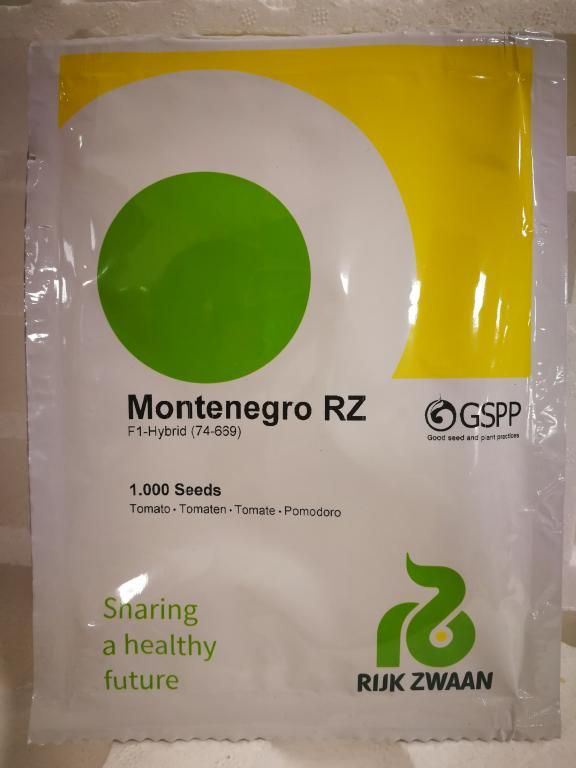 Montenegro RZ
F1-Hybrid (74-669)
GSPP
Good seed and plant practices
1.000 Seeds
Tomato • Tomaten • Tomate • Pomodoro
Sharing
a healthy
future
RIJK ZWAAN